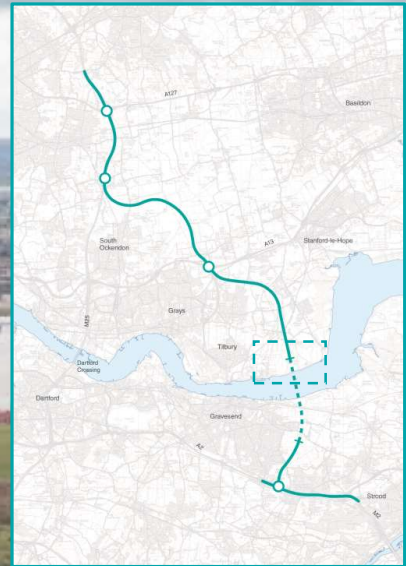 A127
Basildon
South
Ockendon
A13
Stanford-le-Hope
M25
Grays
Tilbury
Dartford
Crossing
Dartford
Gravesend
A2
Strood
M2